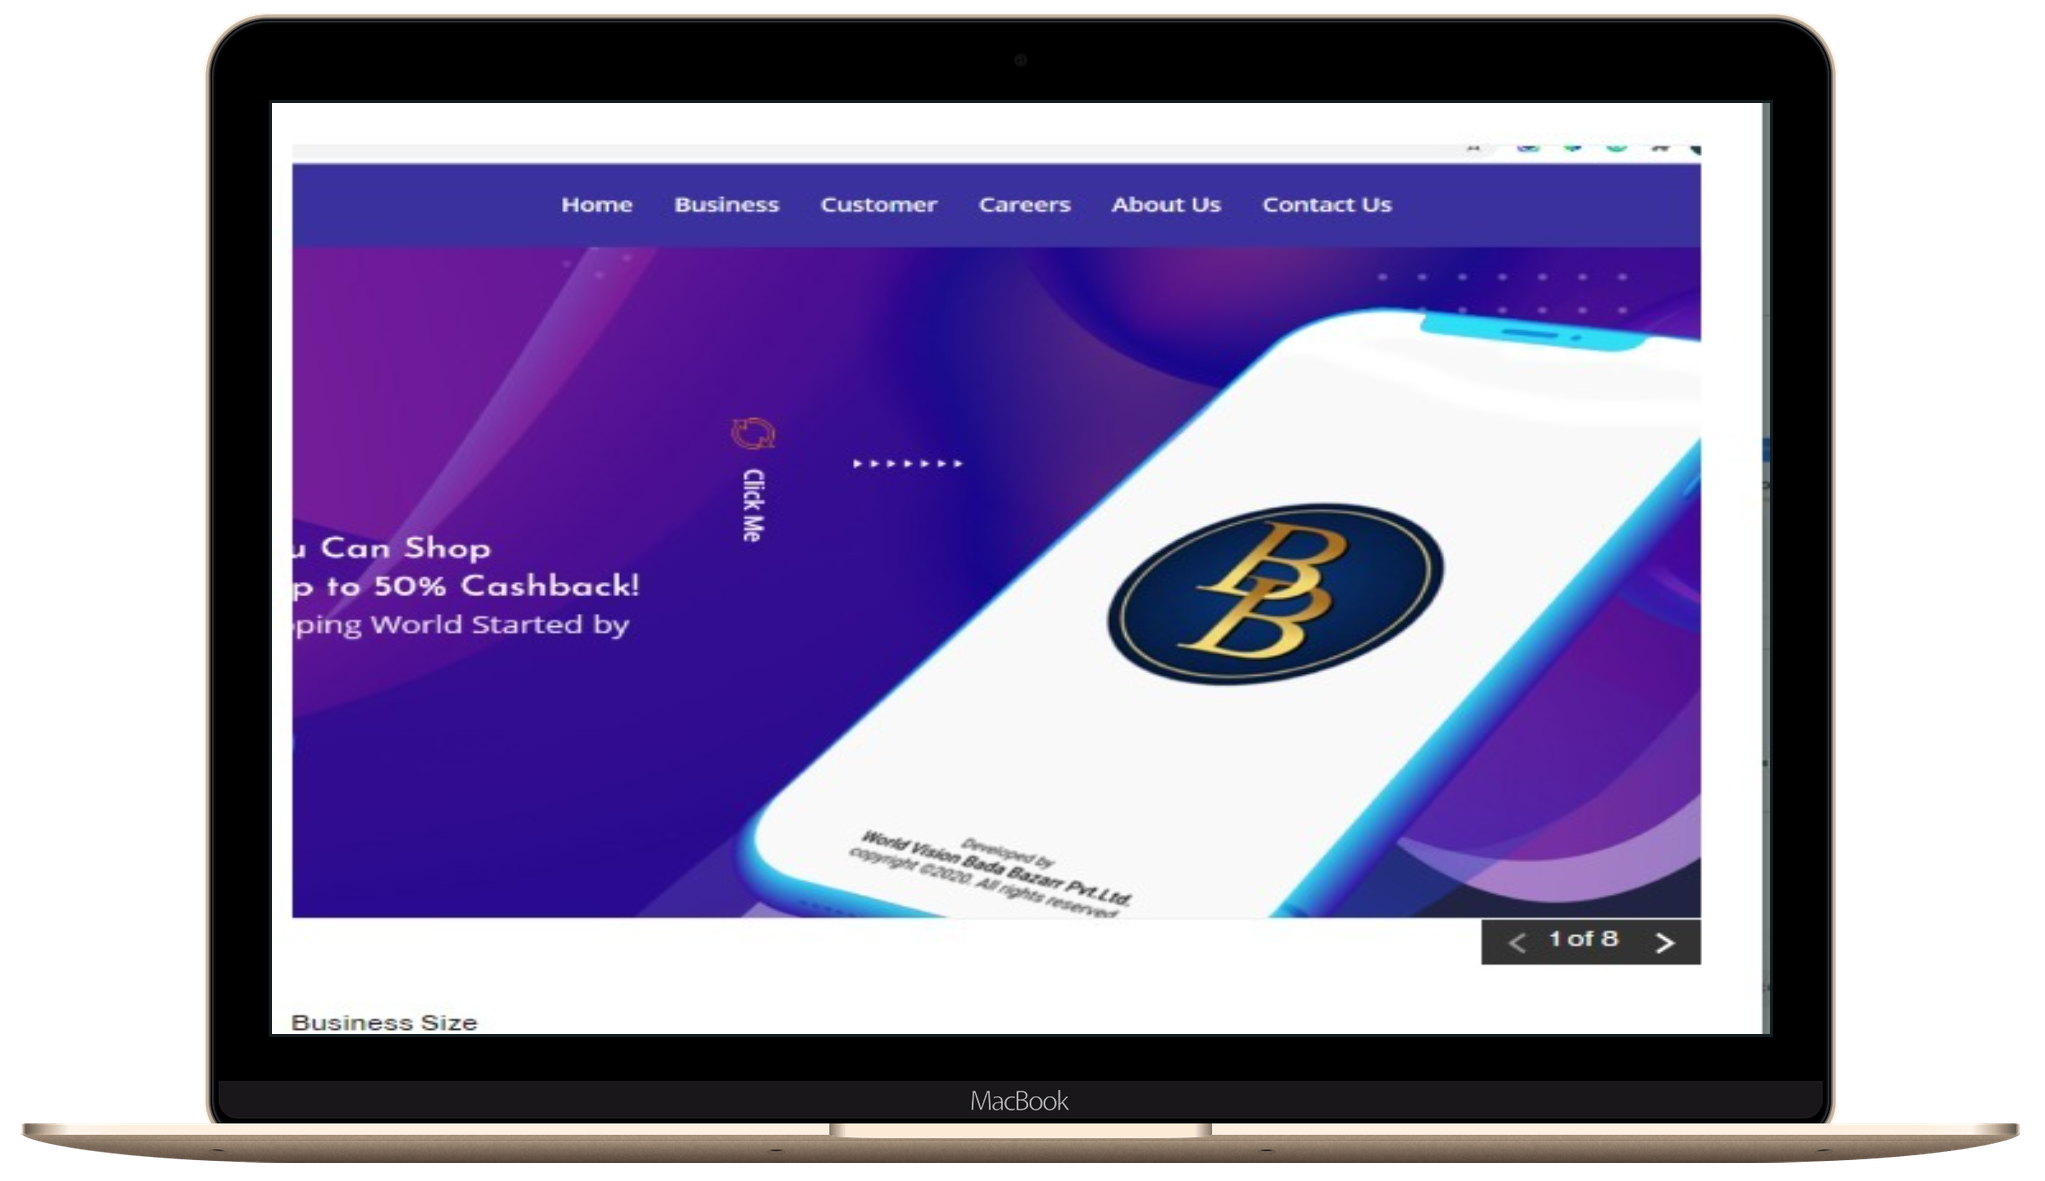 Home Business Customer Careers About Us Contact Us
Click Me
u Can Shop
p to 50% Cashback!
ping World Started by
BB
Developed by
World Vision Bada Bazarr Pvt.Ltd.
copyright ©2020. All rights reserved
1 of 8
Business Size
MacBook